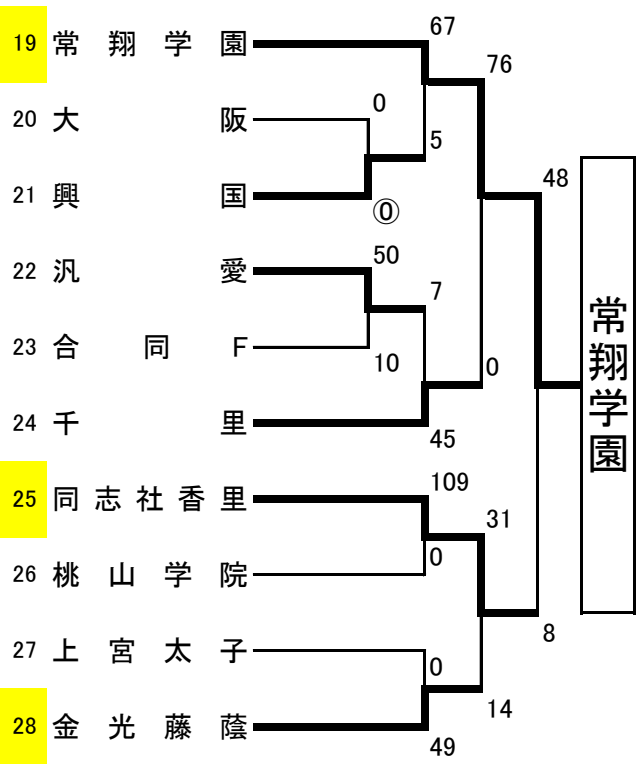 19 常翔学園 67
76
20 大阪 0
5
48
21 興国 ⓪
22 汎愛 50
7
23 合同F 10
0
24 千里 45
25 同志社香里 109
31
26 桃山学院 0
8
27 上宮太子 0
14
28 金光藤蔭 49
常翔学園